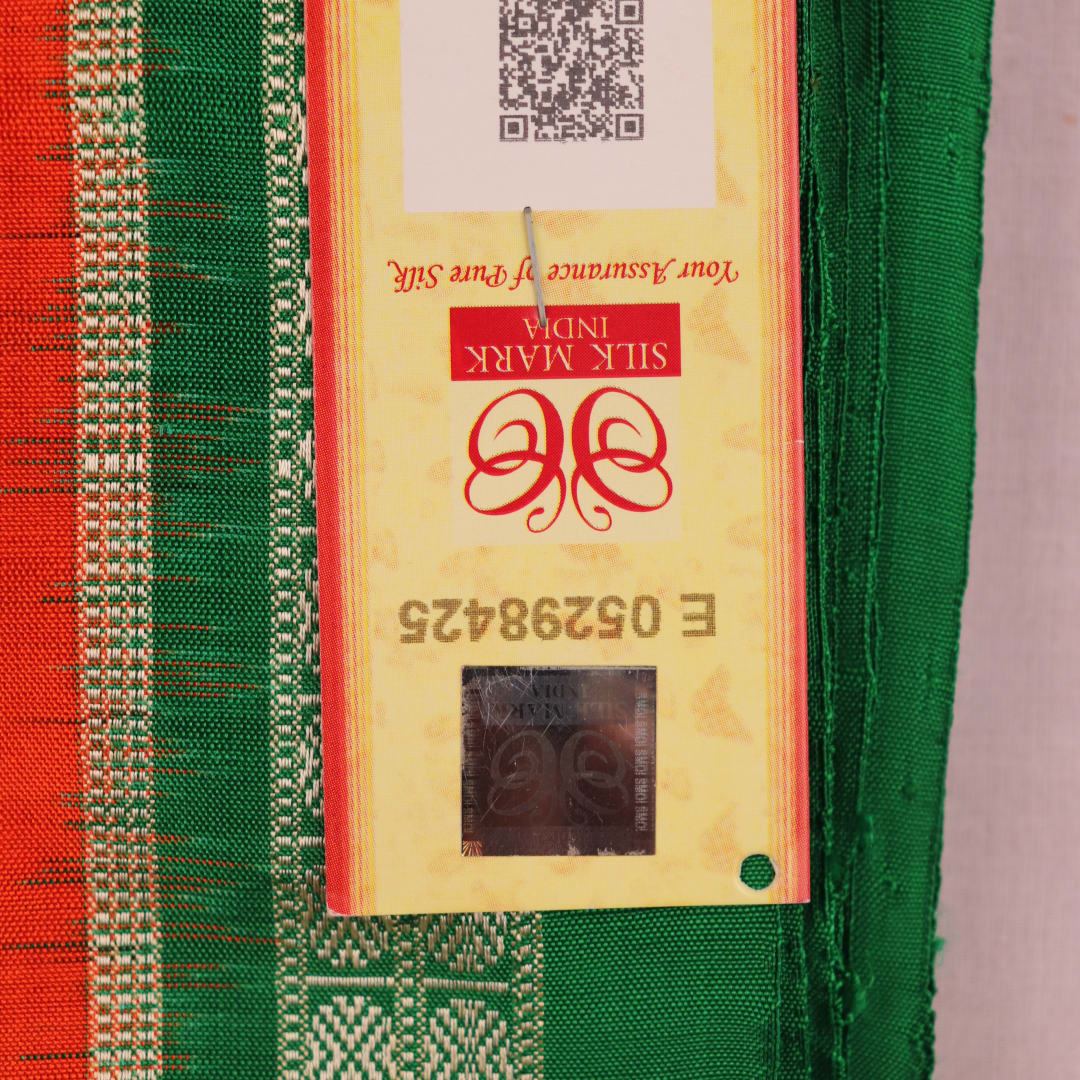 E 05298425
SILK MARK
INDIA
Your Assurance of Pure Silk